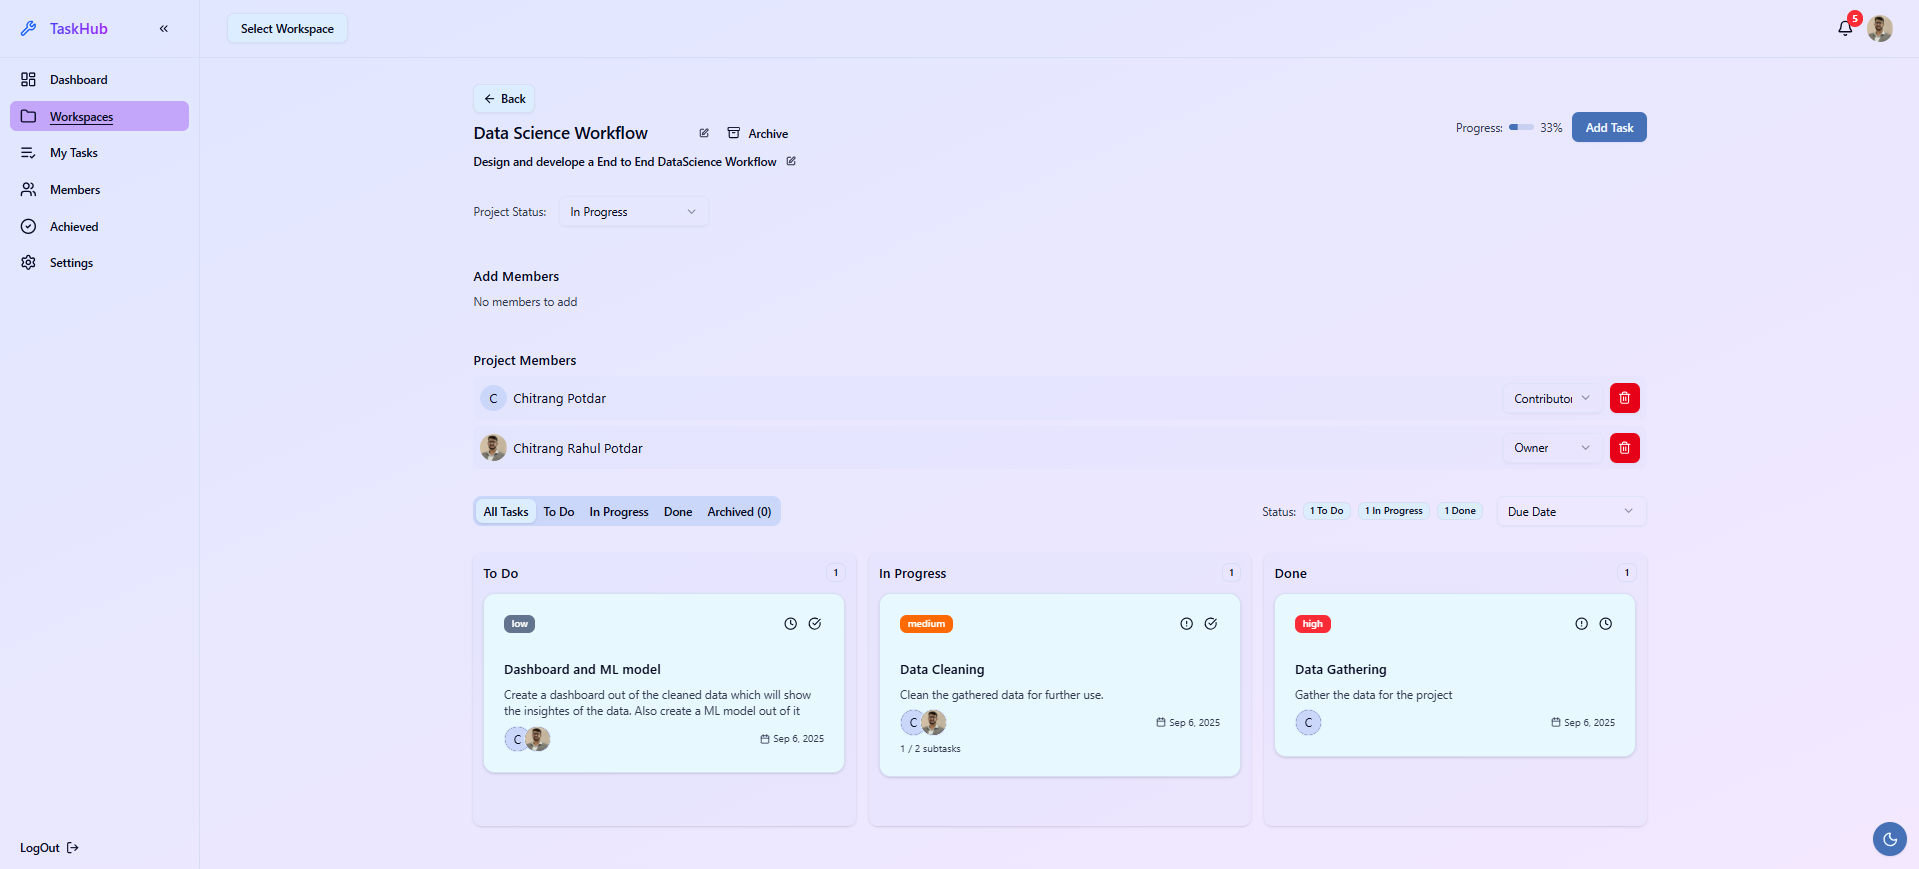 TaskHub
Select Workspace
5
Dashboard
Workspaces
My Tasks
Members
Achieved
Settings
LogOut
Back
Data Science Workflow
Archive
Design and develope a End to End DataScience Workflow
Progress:
33%
Add Task
Project Status:
In Progress
Add Members
No members to add
Project Members
C
Chitrang Potdar
Contributor
Chitrang Rahul Potdar
Owner
All Tasks
To Do
In Progress
Done
Archived (0)
Status:
1 To Do
1 In Progress
1 Done
Due Date
To Do
1
low
Dashboard and ML model
Create a dashboard out of the cleaned data which will show
the insightes of the data. Also create a ML model out of it
C
Sep 6, 2025
In Progress
1
medium
Data Cleaning
Clean the gathered data for further use.
C
Sep 6, 2025
1 / 2 subtasks
Done
1
high
Data Gathering
Gather the data for the project
C
Sep 6, 2025